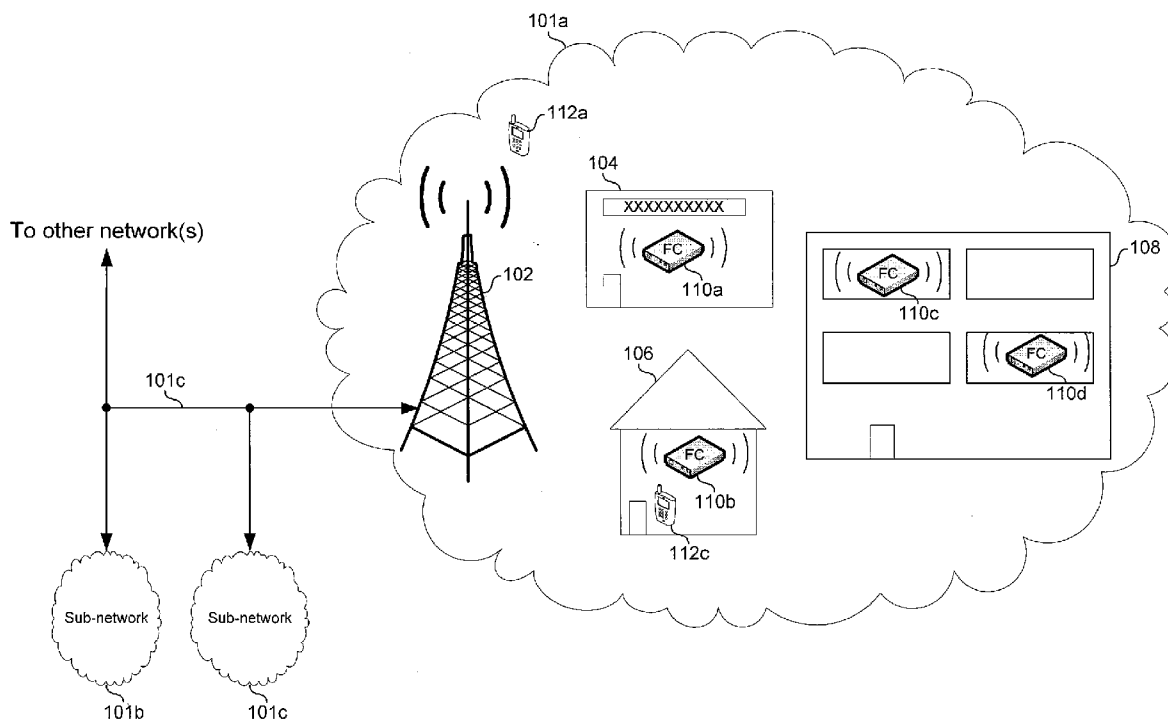 101a
112a
104
XXXXXXXXXX
To other network(s)
FC
102
110a
108
FC
110c
FC
110d
106
101c
FC
110b
112c
Sub-network
Sub-network
101b
101c